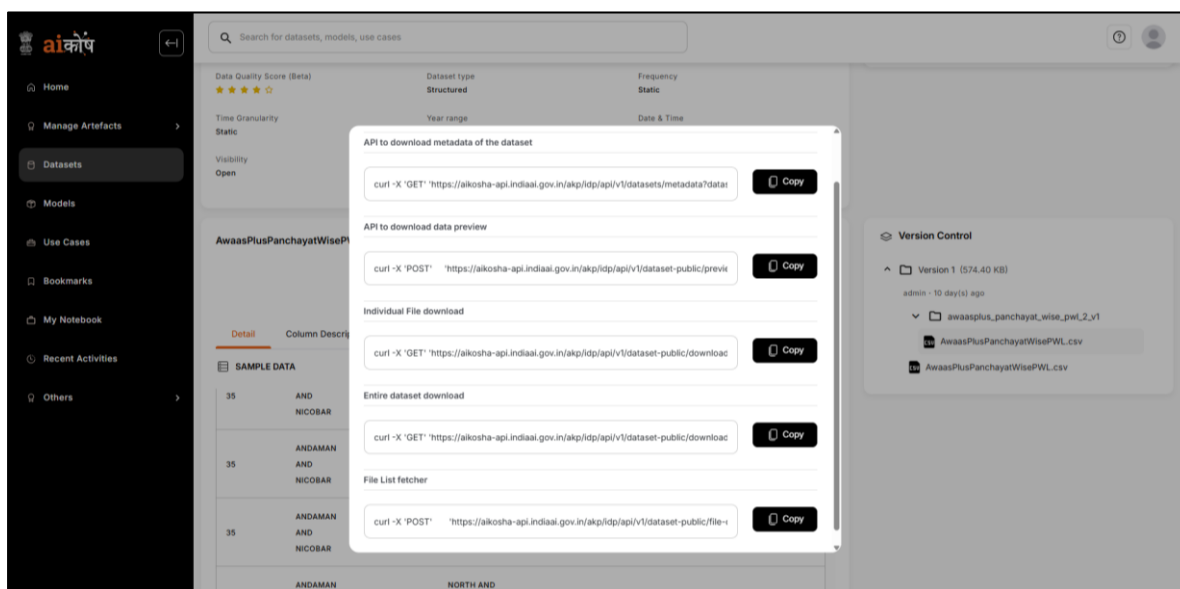 aiकोष
Search for datasets, models, use cases
Home
Manage Artefacts
Datasets
Models
Use Cases
Bookmarks
My Notebook
Recent Activities
Others
Data Quality Score (Beta)
Dataset type
Structured
Frequency
Static
Time Granularity
Static
Year range
Date & Time
Visibility
Open
AwaasPlusPanchayatWiseP
Detail
Column Descrip
SAMPLE DATA
35
AND
NICOBAR
35
ANDAMAN
AND
NICOBAR
35
ANDAMAN
AND
NICOBAR
ANDAMAN
NORTH AND
API to download metadata of the dataset
curl -X 'GET' 'https://aikosha-api.indiaai.gov.in/akp/idp/api/v1/datasets/metadata?datas
Copy
API to download data preview
curl -X 'POST' 'https://aikosha-api.indiaai.gov.in/akp/idp/api/v1/dataset-public/previe
Copy
Individual File download
curl -X 'GET' 'https://aikosha-api.indiaai.gov.in/akp/idp/api/v1/dataset-public/download
Copy
Entire dataset download
curl -X 'GET' 'https://aikosha-api.indiaai.gov.in/akp/idp/api/v1/dataset-public/download
Copy
File List fetcher
curl -X 'POST' 'https://aikosha-api.indiaai.gov.in/akp/idp/api/v1/dataset-public/file-
Copy
Version Control
Version 1 (574.40 KB)
admin - 10 day(s) ago
awaasplus_panchayat_wise_pwl_2_v1
CSV AwaasPlusPanchayatWisePWL.csv
CSV AwaasPlusPanchayatWisePWL.csv